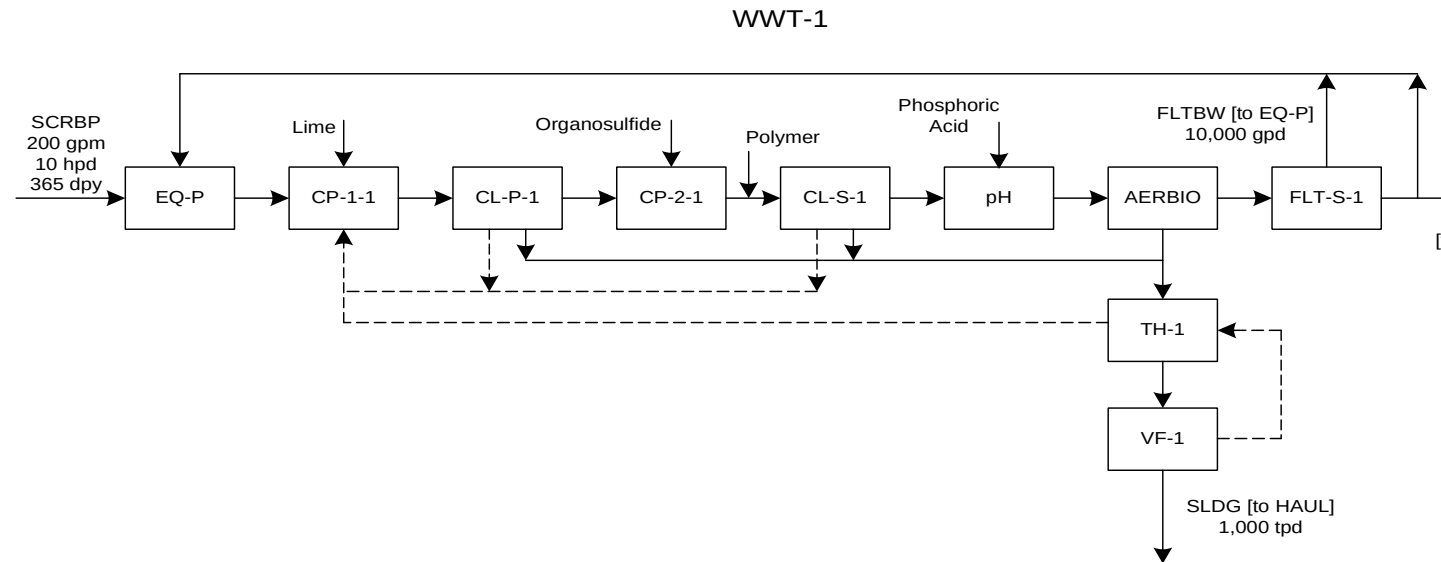 WWT-1
SCRBP
200 gpm
10 hpd
365 dpy
Lime
Organosulfide
Polymer
Phosphoric
Acid
FLTBW [to EQ-P]
10,000 gpd
EQ-P
CP-1-1
CL-P-1
CP-2-1
CL-S-1
pH
AERBIO
FLT-S-1
[
TH-1
VF-1
SLDG [to HAUL]
1,000 tpd